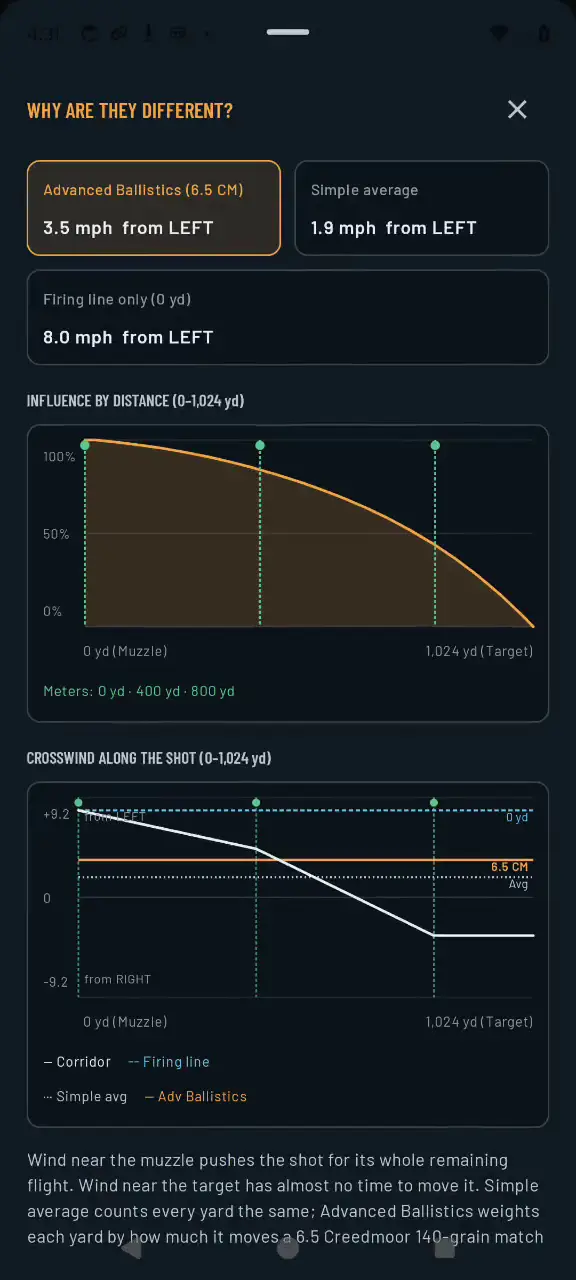 WHY ARE THEY DIFFERENT?
Advanced Ballistics (6.5 CM)
3.5 mph from LEFT
Simple average
1.9 mph from LEFT
Firing line only (0 yd)
8.0 mph from LEFT
INFLUENCE BY DISTANCE (0–1,024 yd)
100%
50%
0%
0 yd (Muzzle)
1,024 yd (Target)
Meters: 0 yd · 400 yd · 800 yd
CROSSWIND ALONG THE SHOT (0–1,024 yd)
+9.2
from LEFT
0 yd
6.5 CM
Avg
0
-9.2
from RIGHT
0 yd (Muzzle)
1,024 yd (Target)
— Corridor -- Firing line
··· Simple avg — Adv Ballistics
Wind near the muzzle pushes the shot for its whole remaining
flight. Wind near the target has almost no time to move it. Simple
average counts every yard the same; Advanced Ballistics weights
each yard by how much it moves a 6.5 Creedmoor 140-grain match